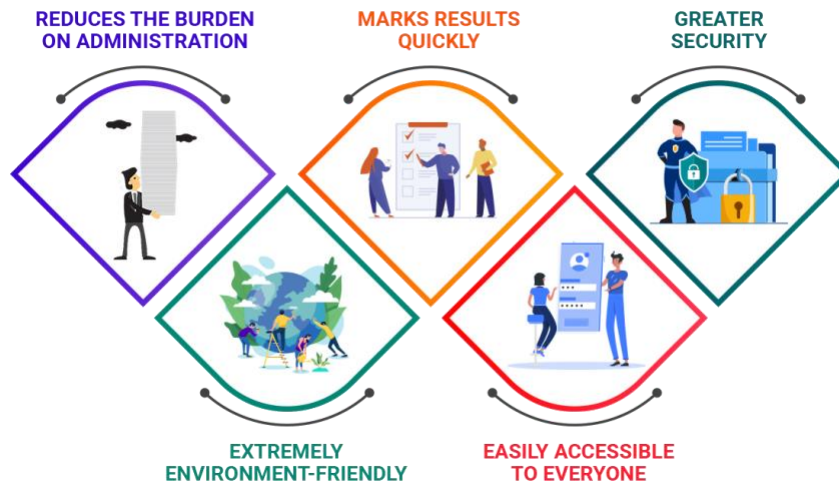 REDUCES THE BURDEN
ON ADMINISTRATION
MARKS RESULTS
QUICKLY
GREATER
SECURITY
EXTREMELY
ENVIRONMENT-FRIENDLY
EASILY ACCESSIBLE
TO EVERYONE